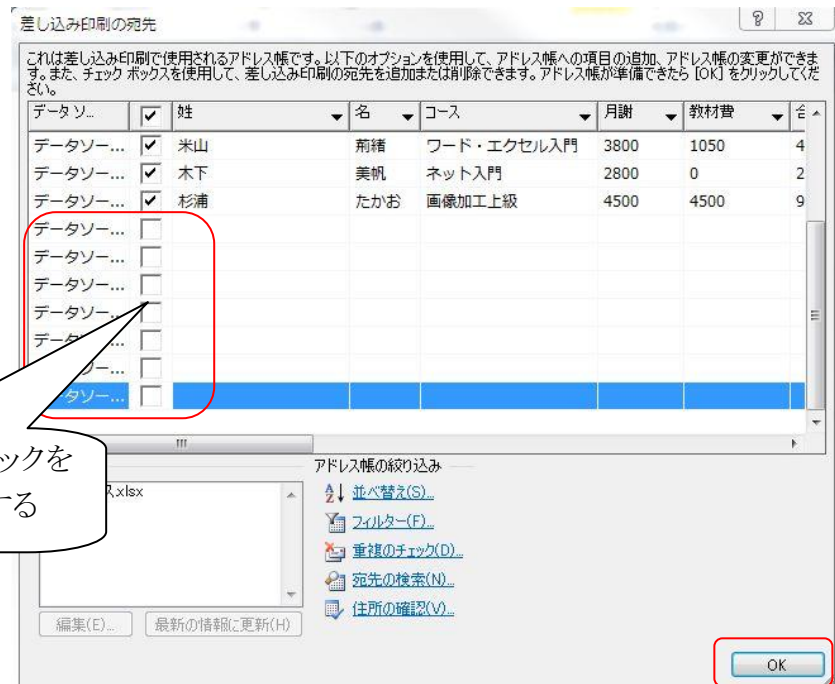 差し込み印刷の宛先
これは差し込み印刷で使用されるアドレス帳です。以下のオプションを使用して、アドレス帳への項目の追加、アドレス帳の変更ができま
す。また、チェック ボックスを使用して、差し込み印刷の宛先を追加または削除できます。アドレス帳が準備できたら [OK] をクリックしてくだ
さい。
データ ソ... 姓 名 コース 月謝 教材費
データソー... 米山 荊緒 ワード・エクセル入門 3800 1050 4
データソー... 木下 美帆 ネット入門 2800 0 2
データソー... 杉浦 たかお 画像加工上級 4500 4500 9
データソー...
データソー...
データソー...
データソー...
ックを
する
アドレス帳の絞り込み
xlsx
並べ替え(S)...
フィルター(F)...
重複のチェック(D)...
宛先の検索(N)...
住所の確認(V)...
編集(E)... 最新の情報に更新(H)
OK